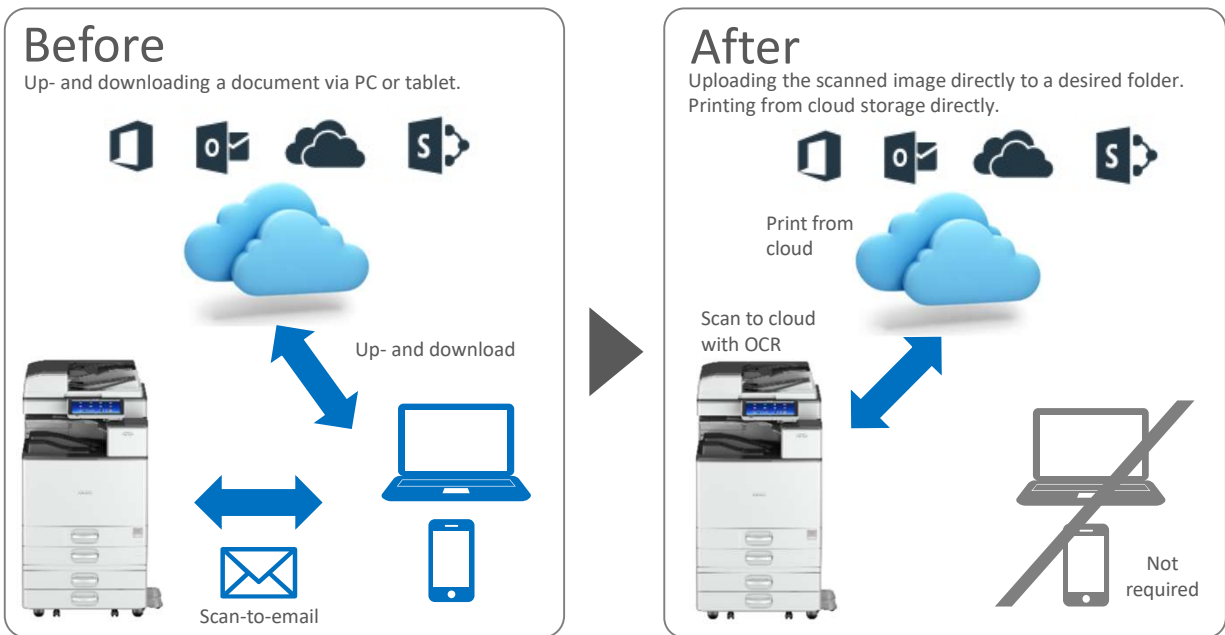 Before
Up- and downloading a document via PC or tablet.
Up- and download
Scan-to-email
After
Uploading the scanned image directly to a desired folder.
Printing from cloud storage directly.
Print from
cloud
Scan to cloud
with OCR
Not
required